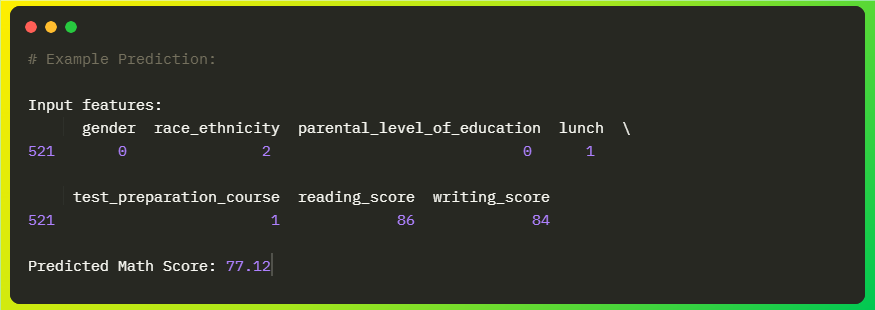 # Example Prediction:
Input features:
gender race_ethnicity parental_level_of_education lunch \
521 0 2 0 1
test_preparation_course reading_score writing_score
521 1 86 84
Predicted Math Score: 77.12